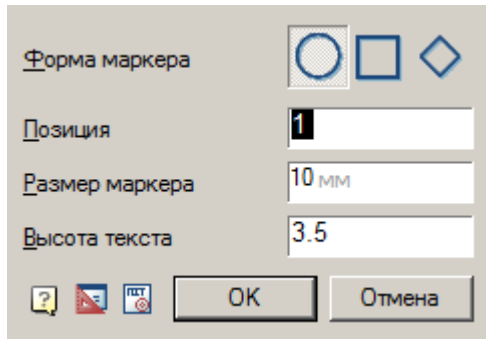 Форма маркера
Позиция 1
Размер маркера 10 мм
Высота текста 3.5
? OK Отмена